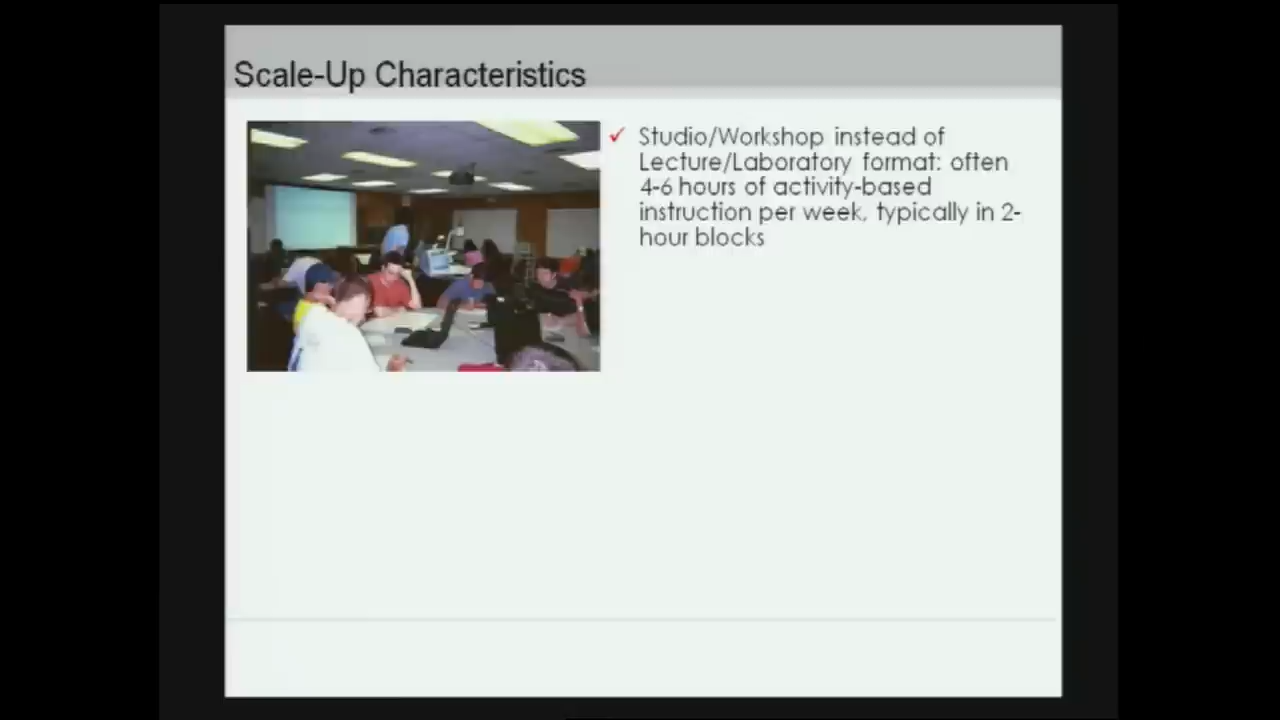 Scale-Up Characteristics
✓ Studio/Workshop instead of
Lecture/Laboratory format: often
4-6 hours of activity-based
instruction per week, typically in 2-
hour blocks